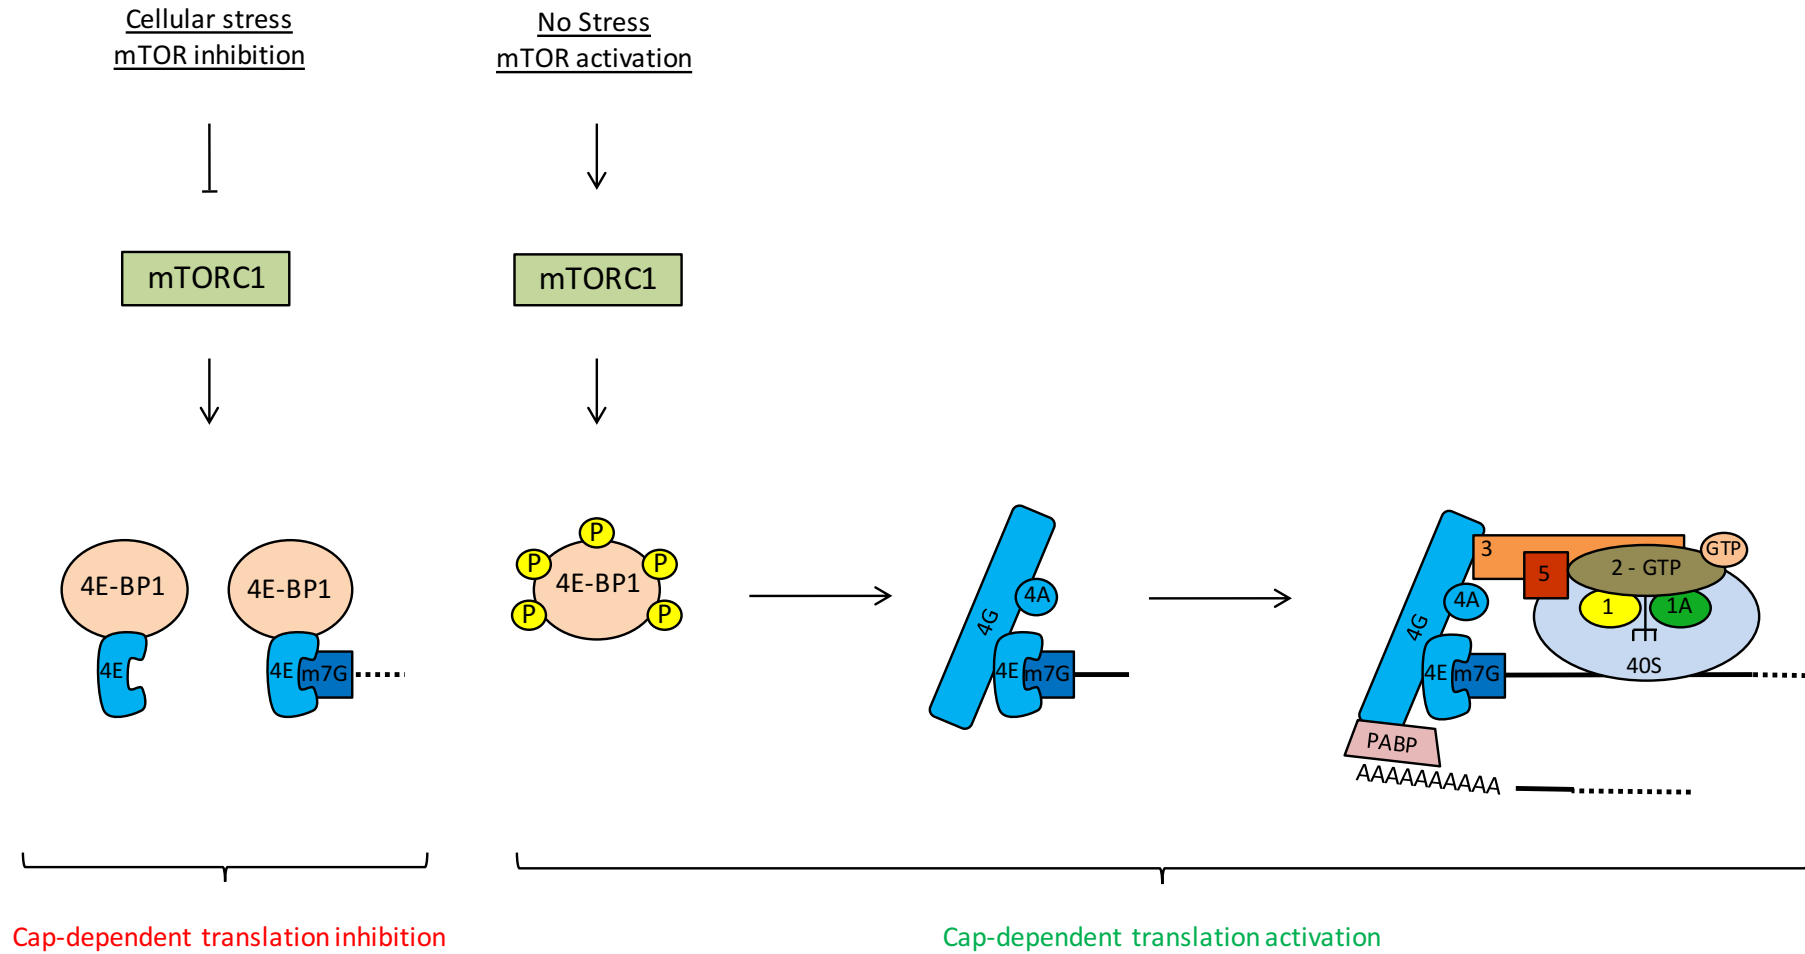 Cellular stress
mTOR inhibition
No Stress
mTOR activation
mTORC1
mTORC1
4E-BP1
4E
4E-BP1
4E
m7G
P
P
P
4E-BP1
P
P
4G
4A
4E
m7G
3
5
2 - GTP
GTP
4A
1
1A
4G
40S
4E
m7G
PABP
AAAAAAAAAA
Cap-dependent translation inhibition
Cap-dependent translation activation